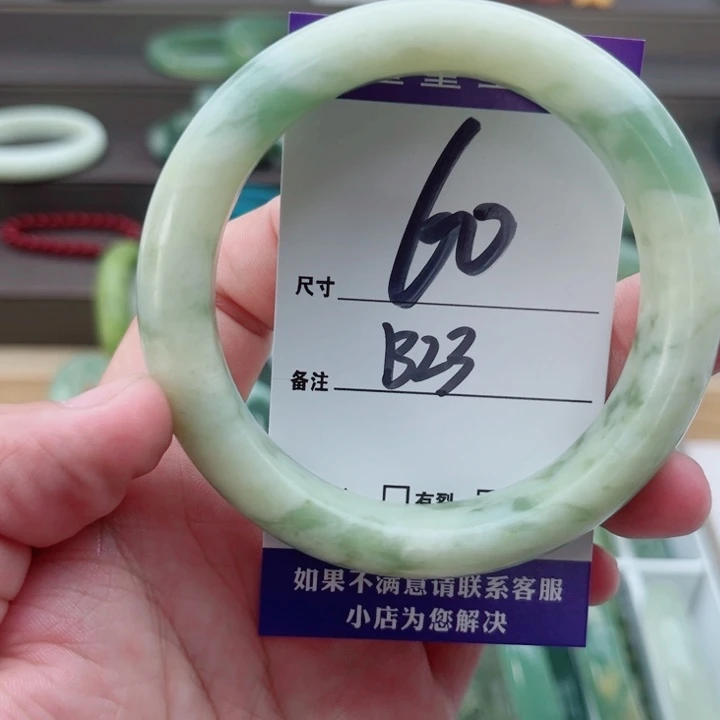 尺寸 60
备注 B23
有裂
如果不满意请联系客服
小店为您解决